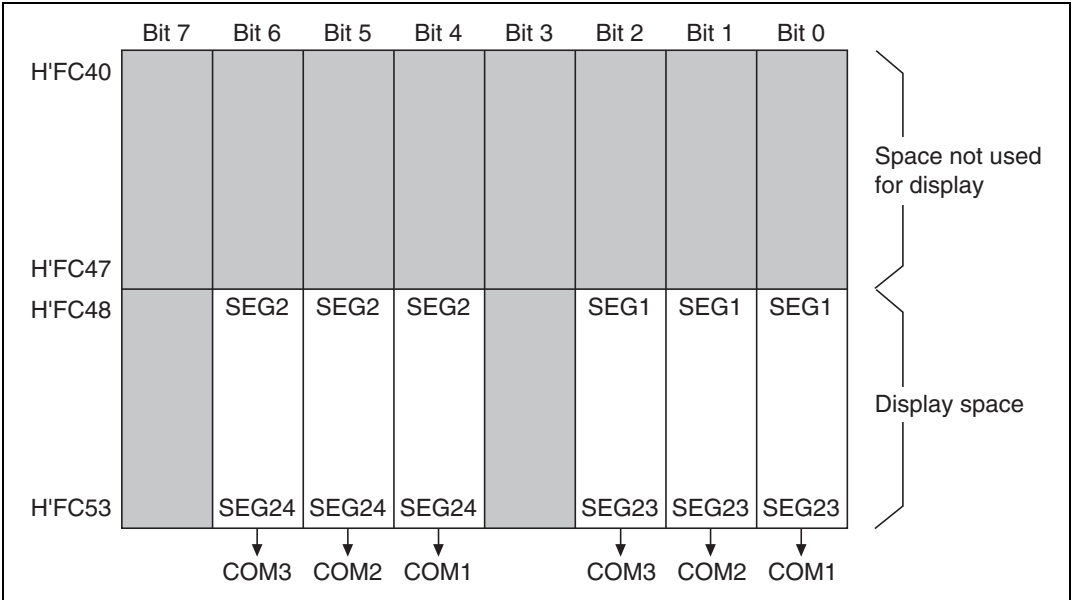 Bit 7 Bit 6 Bit 5 Bit 4 Bit 3 Bit 2 Bit 1 Bit 0
H'FC40
Space not used
for display
H'FC47
H'FC48 SEG2 SEG2 SEG2 SEG1 SEG1 SEG1
Display space
H'FC53 SEG24 SEG24 SEG24 SEG23 SEG23 SEG23
COM3 COM2 COM1 COM3 COM2 COM1